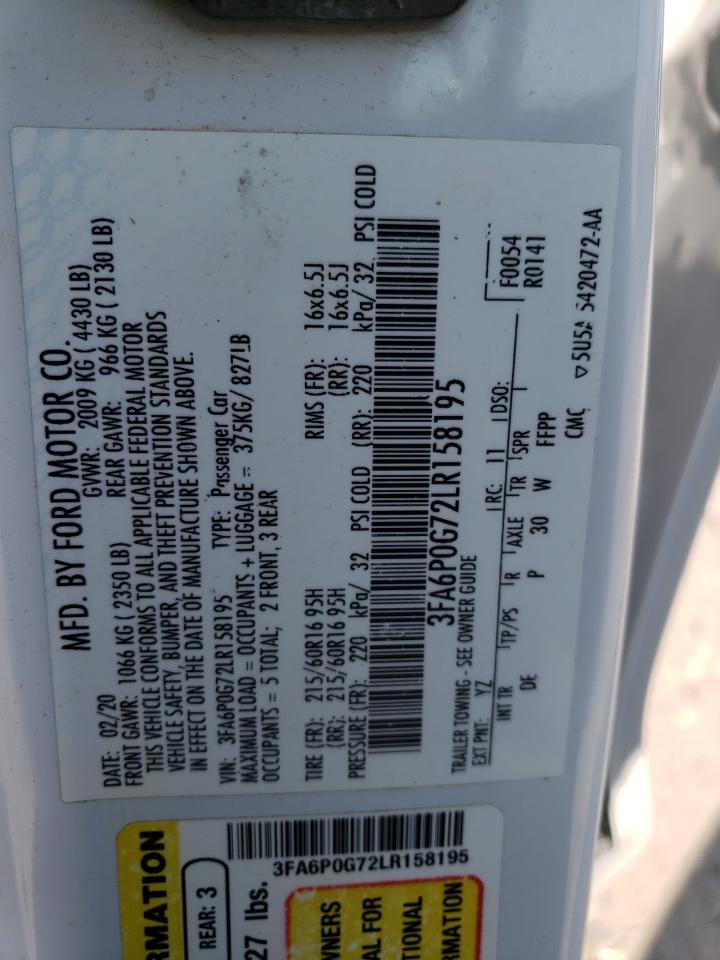 MFD. BY FORD MOTOR CO.
DATE: 02/20 GVWR: 2009 KG ( 4430 LB)
FRONT GAWR: 1066 KG ( 2350 LB) REAR GAWR: 966 KG ( 2130 LB)
THIS VEHICLE CONFORMS TO ALL APPLICABLE FEDERAL MOTOR
VEHICLE SAFETY, BUMPER, AND THEFT PREVENTION STANDARDS
IN EFFECT ON THE DATE OF MANUFACTURE SHOWN ABOVE.
VIN: 3FA6P0G72LR158195 TYPE: Passenger Car
MAXIMUM LOAD = OCCUPANTS + LUGGAGE = 375KG/ 827LB
OCCUPANTS = 5 TOTAL; 2 FRONT, 3 REAR
TIRE (FR): 215/60R16 95H RIMS (FR): 16x6.5J
(RR): 215/60R16 95H (RR): 16x6.5J
PRESSURE (FR): 220 kPa/ 32 PSI COLD (RR): 220 kPa/ 32 PSI COLD
3FA6P0G72LR158195
TRAILER TOWING - SEE OWNER GUIDE
EXT PNT: YZ RC: 11 DSO: F0054
R0141
INT TR TP/PS R AXLE TR SPR
DE P 30 W FFPP
CMC ▽5U5A 5420472-AA
RMATION
REAR: 3
27 lbs.
3FA6P0G72LR158195
WNERS
AL FOR
TIONAL
RMATION